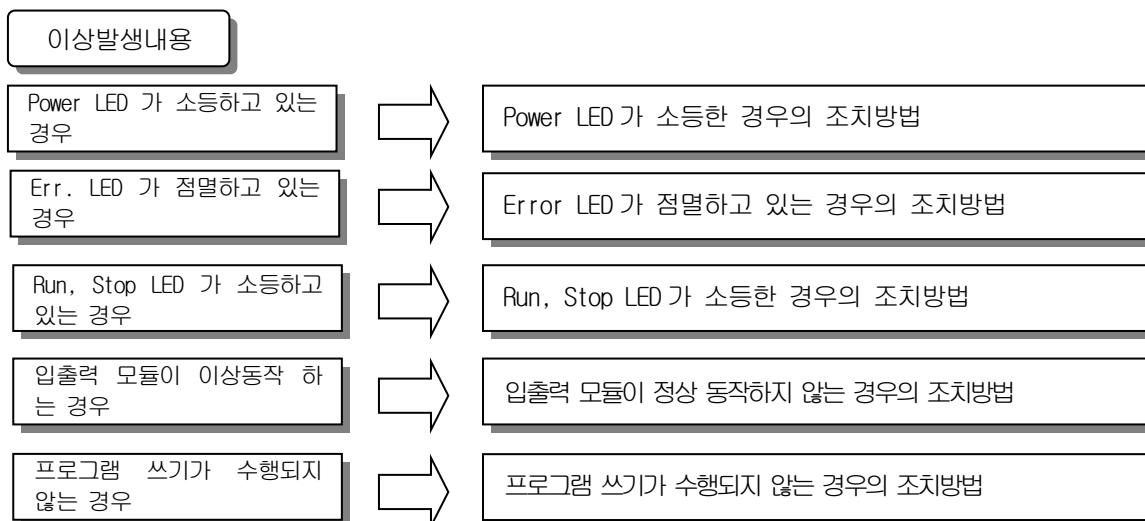 이상발생내용
Power LED 가 소등하고 있는
경우
Power LED 가 소등한 경우의 조치방법
Err. LED 가 점멸하고 있는
경우
Error LED 가 점멸하고 있는 경우의 조치방법
Run, Stop LED 가 소등하고
있는 경우
Run, Stop LED 가 소등한 경우의 조치방법
입출력 모듈이 이상동작 하
는 경우
입출력 모듈이 정상 동작하지 않는 경우의 조치방법
프로그램 쓰기가 수행되지
않는 경우
프로그램 쓰기가 수행되지 않는 경우의 조치방법